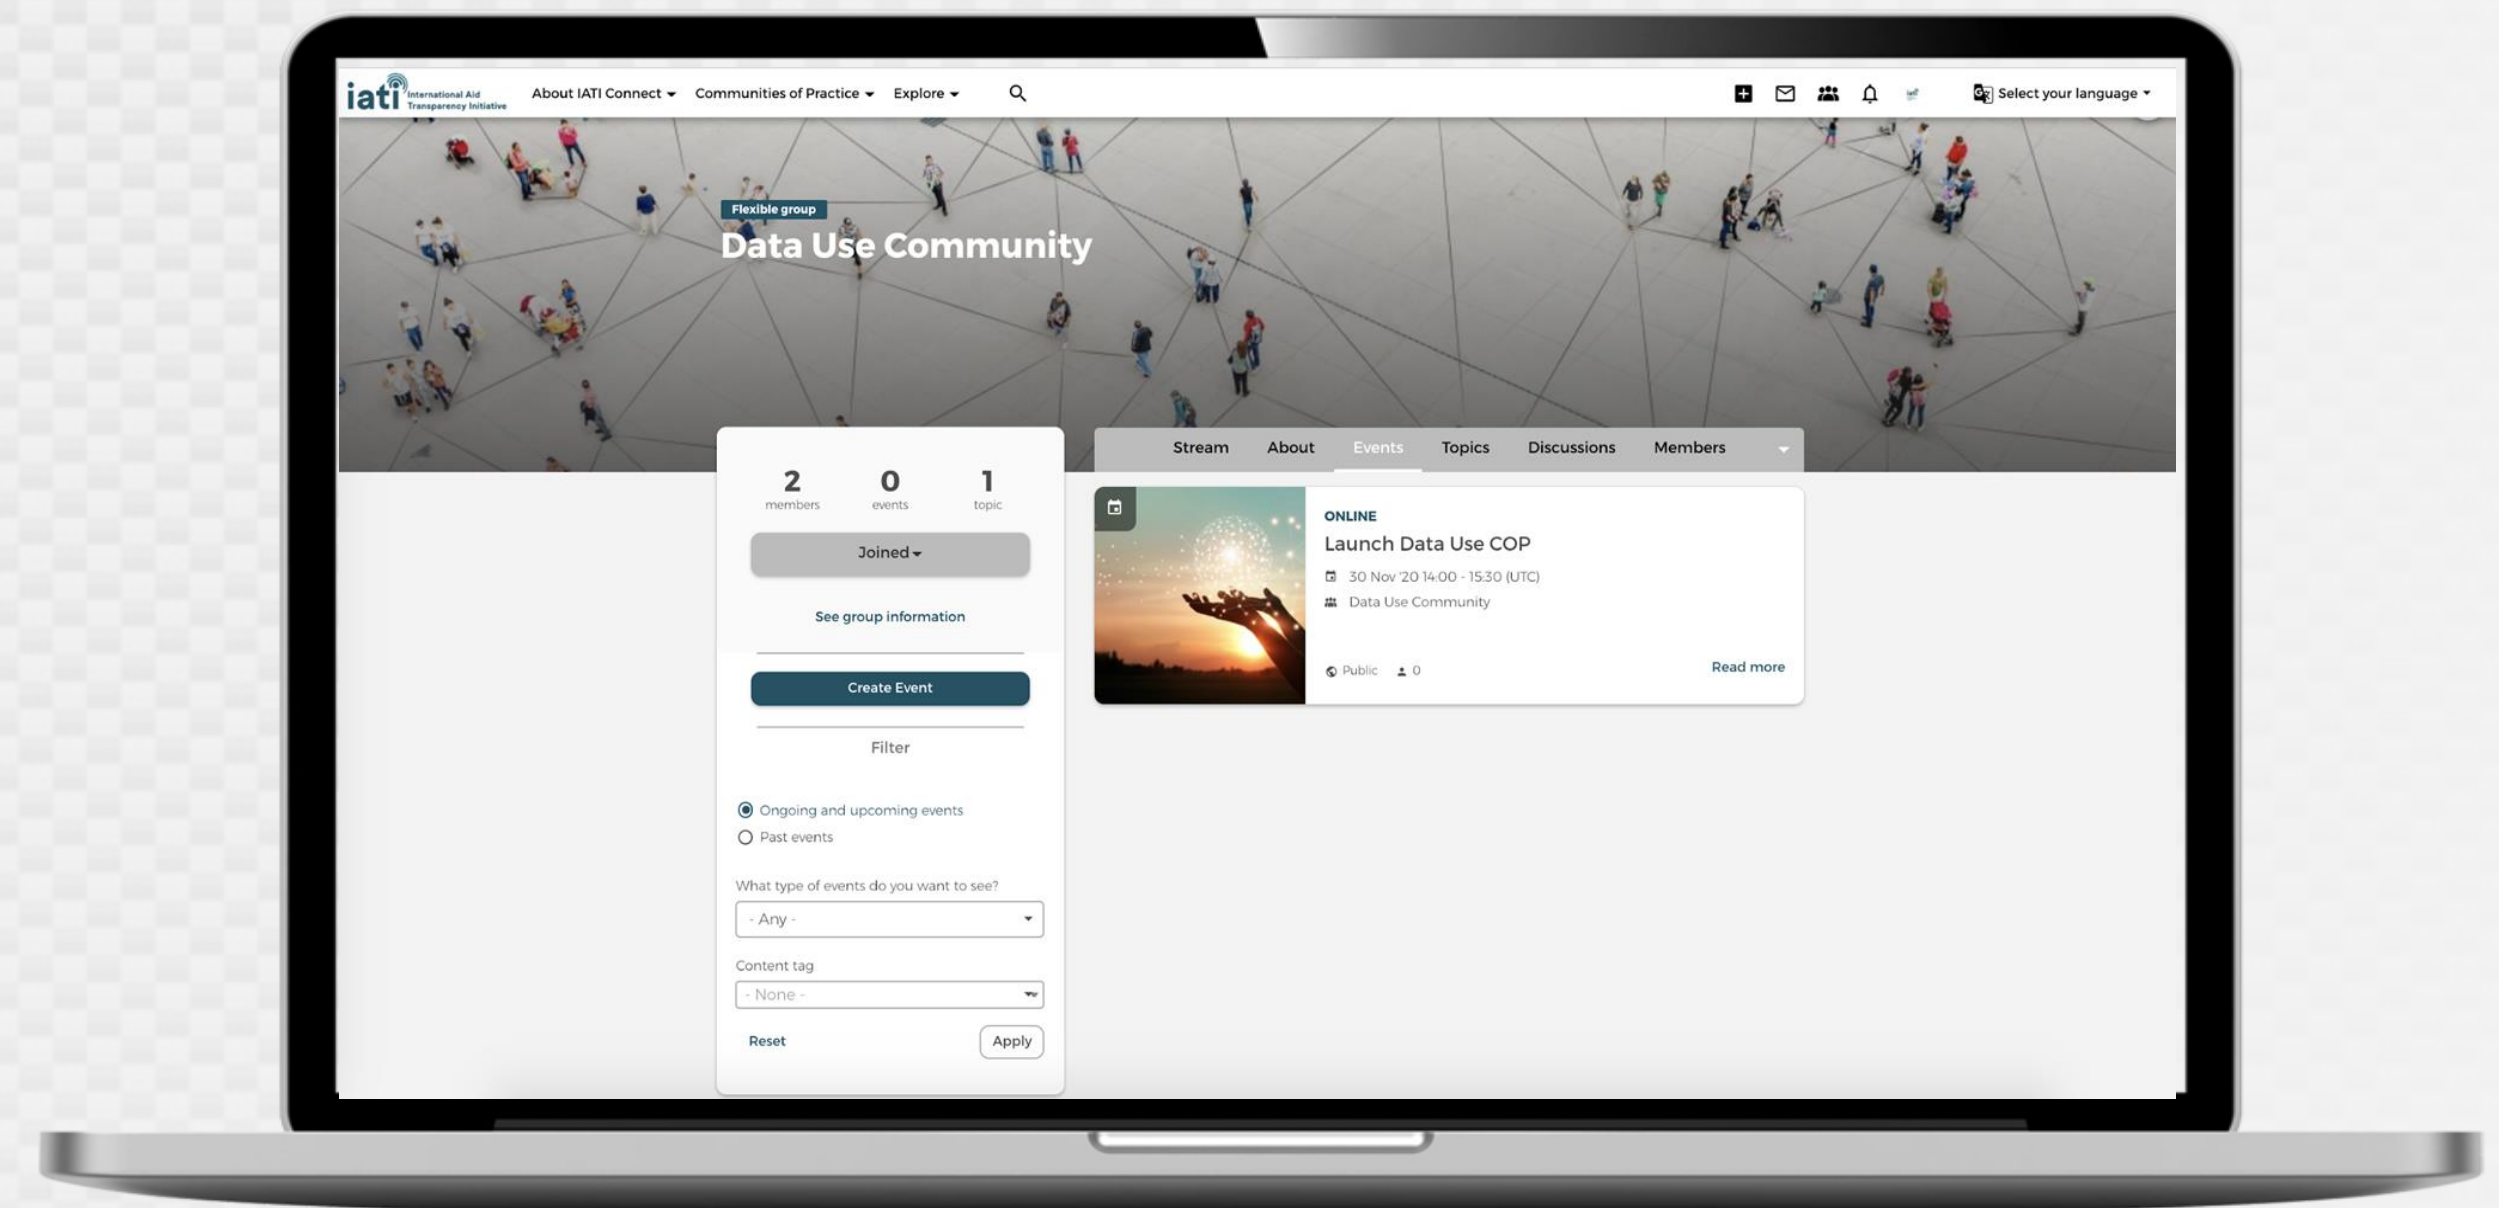 iati International Aid
Transparency Initiative
About IATI Connect
Communities of Practice
Explore
Select your language
Flexible group
Data Use Community
Stream
About
Events
Topics
Discussions
Members
2
members
0
events
1
topic
Joined
See group information
Create Event
Filter
Ongoing and upcoming events
Past events
What type of events do you want to see?
- Any -
Content tag
- None -
Reset
Apply
ONLINE
Launch Data Use COP
30 Nov '20 14:00 - 15:30 (UTC)
Data Use Community
Public
0
Read more